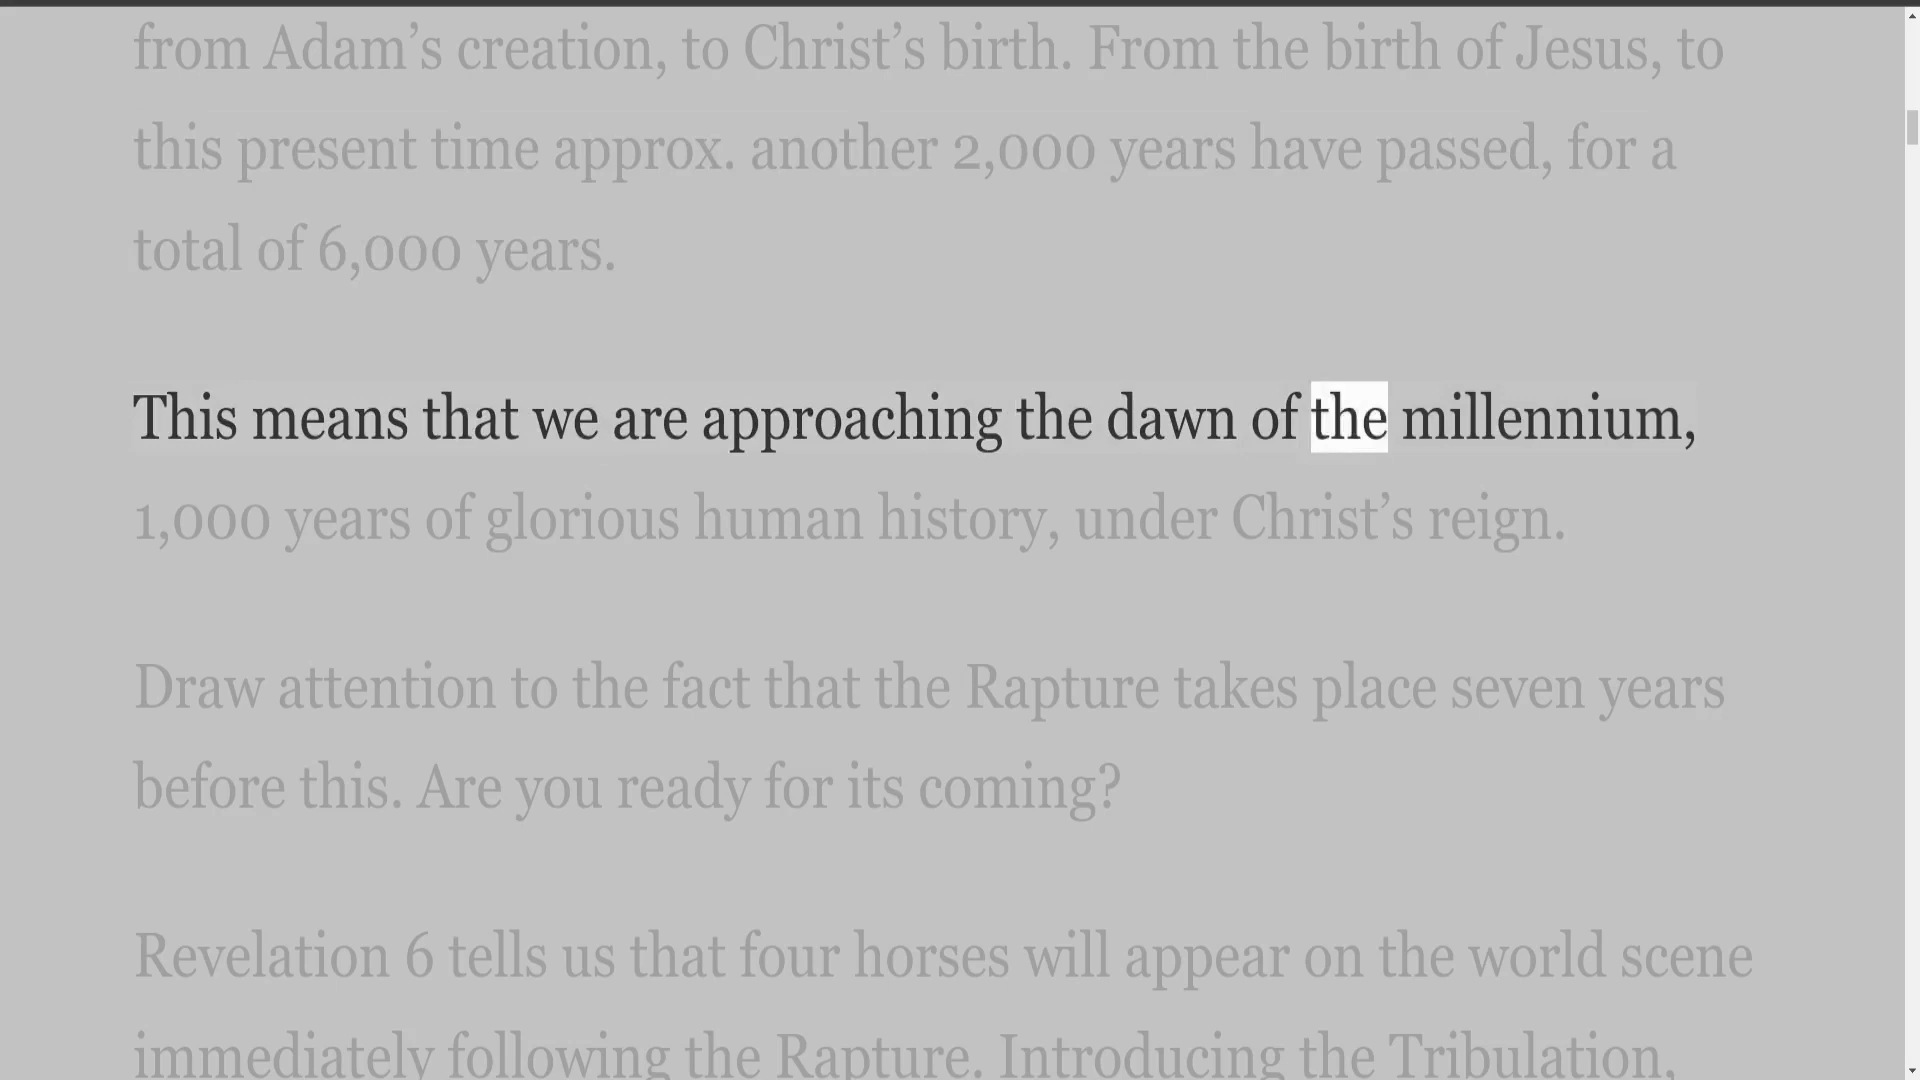 from Adam’s creation, to Christ’s birth. From the birth of Jesus, to
this present time approx. another 2,000 years have passed, for a
total of 6,000 years.
This means that we are approaching the dawn of the millennium,
1,000 years of glorious human history, under Christ’s reign.
Draw attention to the fact that the Rapture takes place seven years
before this. Are you ready for its coming?
Revelation 6 tells us that four horses will appear on the world scene
immediately following the Rapture. Introducing the Tribulation,